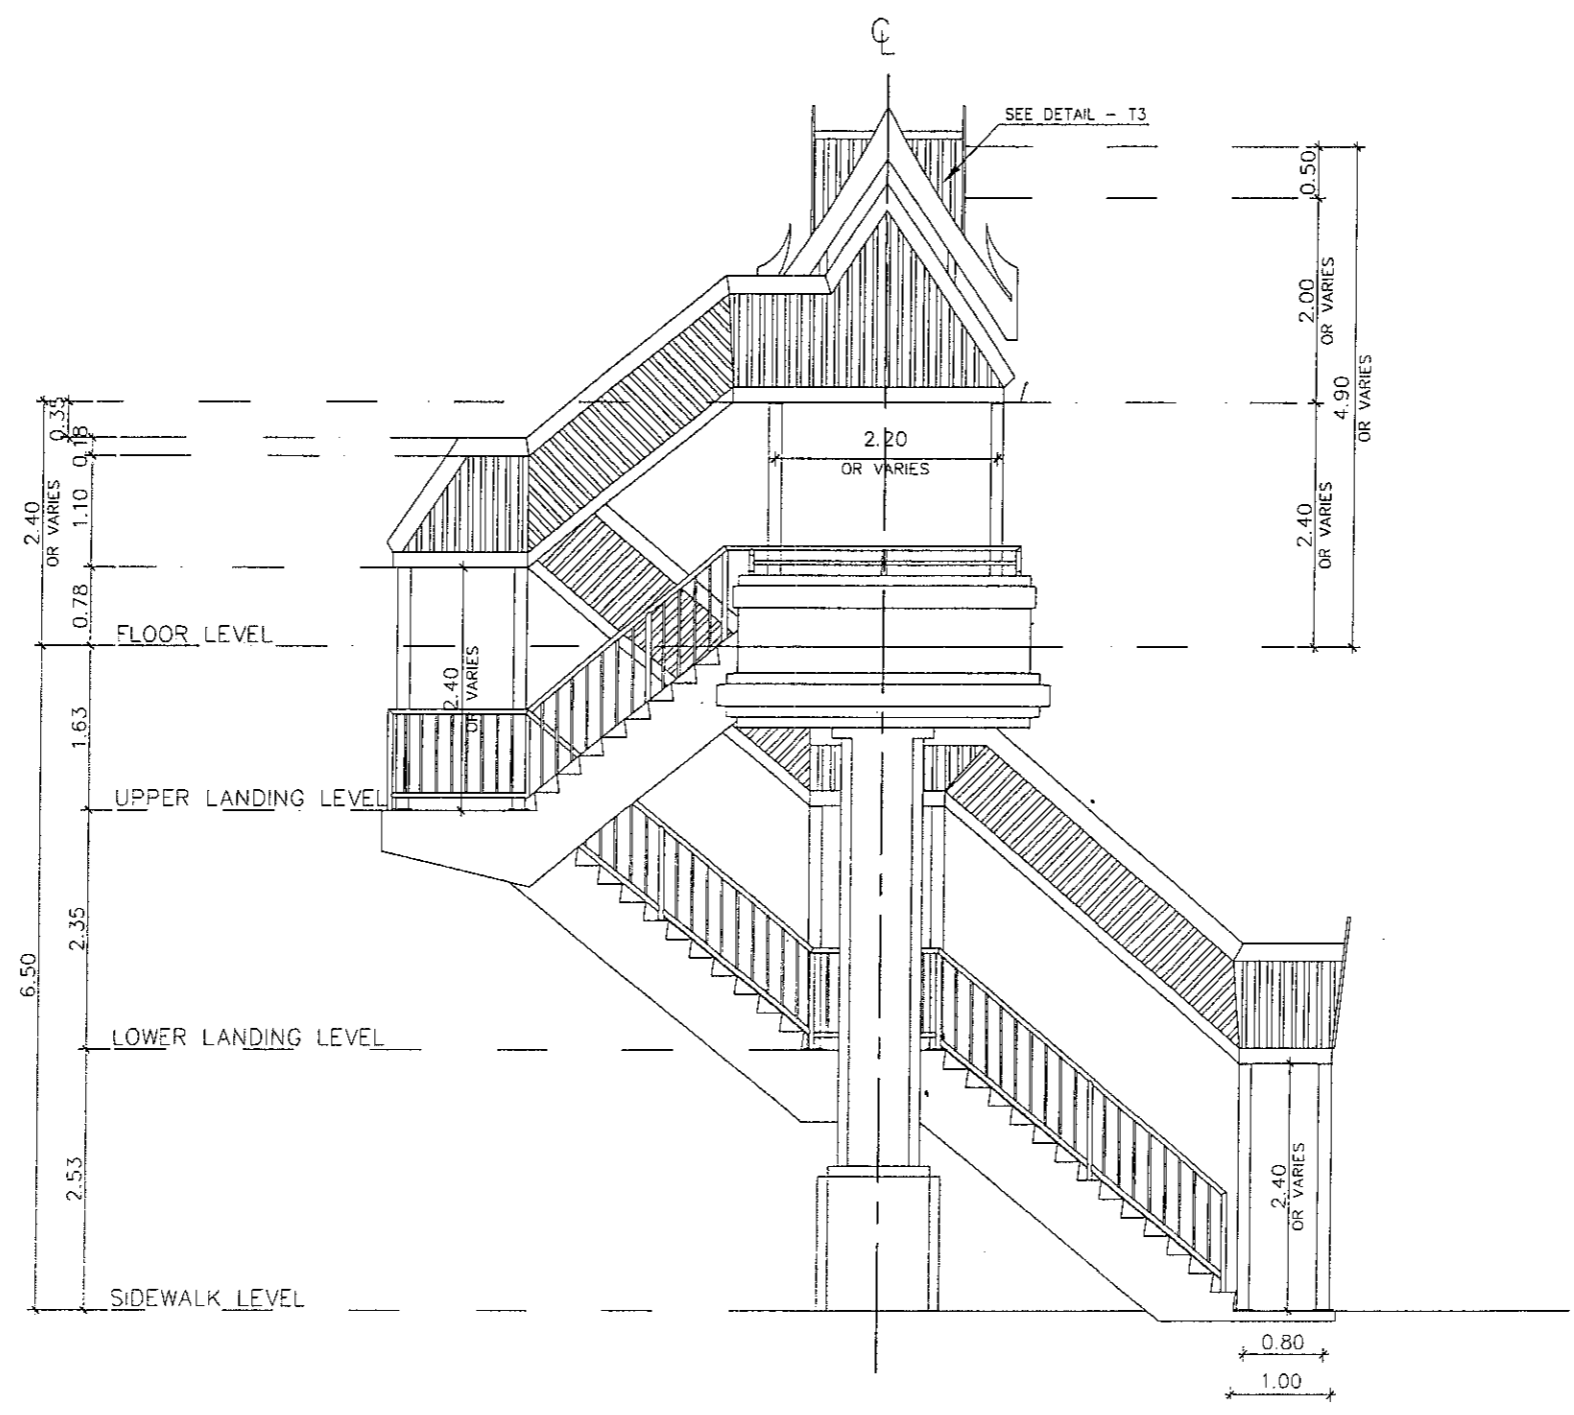 ℄
SEE DETAIL - T3
0.50
2.00
OR VARIES
4.90
OR VARIES
2.40
OR VARIES
2.20
OR VARIES
0.35
0.18
2.40
OR VARIES
1.10
0.78
FLOOR LEVEL
2.40
OR VARIES
1.63
UPPER LANDING LEVEL
2.35
6.50
LOWER LANDING LEVEL
2.53
2.40
OR VARIES
SIDEWALK LEVEL
0.80
1.00